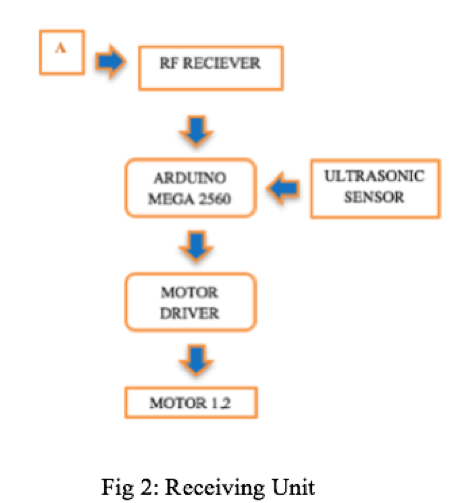 A
RF RECIEVER
ARDUINO
MEGA 2560
ULTRASONIC
SENSOR
MOTOR
DRIVER
MOTOR 1,2
Fig 2: Receiving Unit